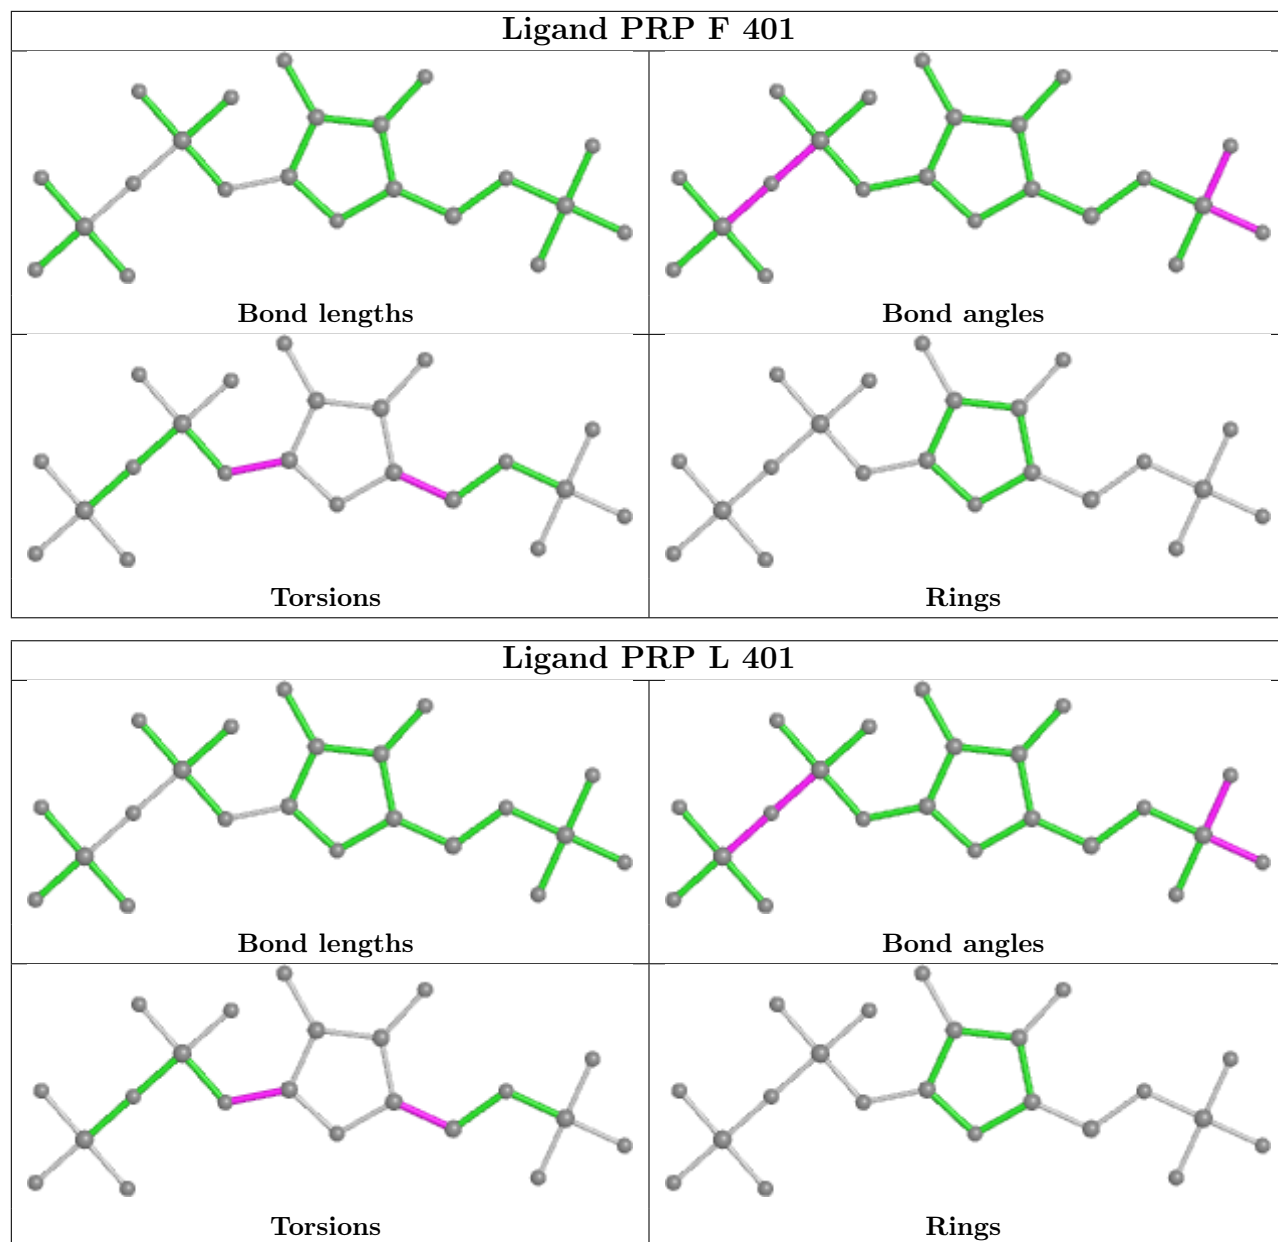 Ligand PRP F 401
Bond lengths
Bond angles
Torsions
Rings
Ligand PRP L 401
Bond lengths
Bond angles
Torsions
Rings